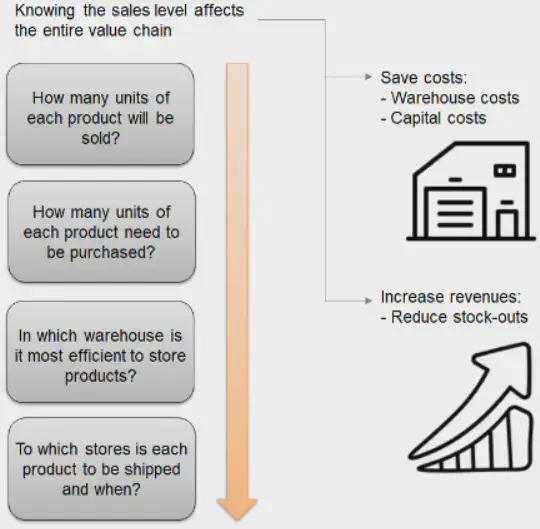 Knowing the sales level affects
the entire value chain
How many units of
each product will be
sold?
How many units of
each product need to
be purchased?
In which warehouse is
it most efficient to store
products?
To which stores is each
product to be shipped
and when?
Save costs:
- Warehouse costs
- Capital costs
Increase revenues:
- Reduce stock-outs